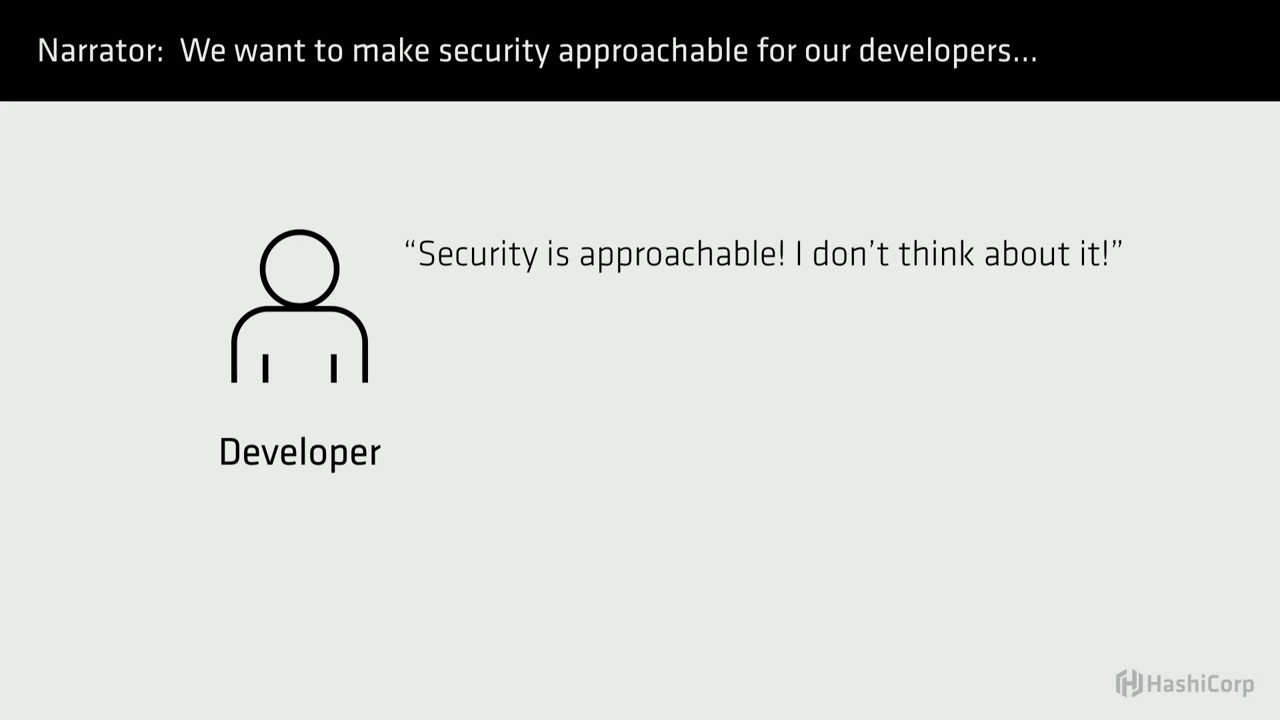 Narrator:  We want to make security approachable for our developers...
“Security is approachable! I don’t think about it!”
Developer
HashiCorp